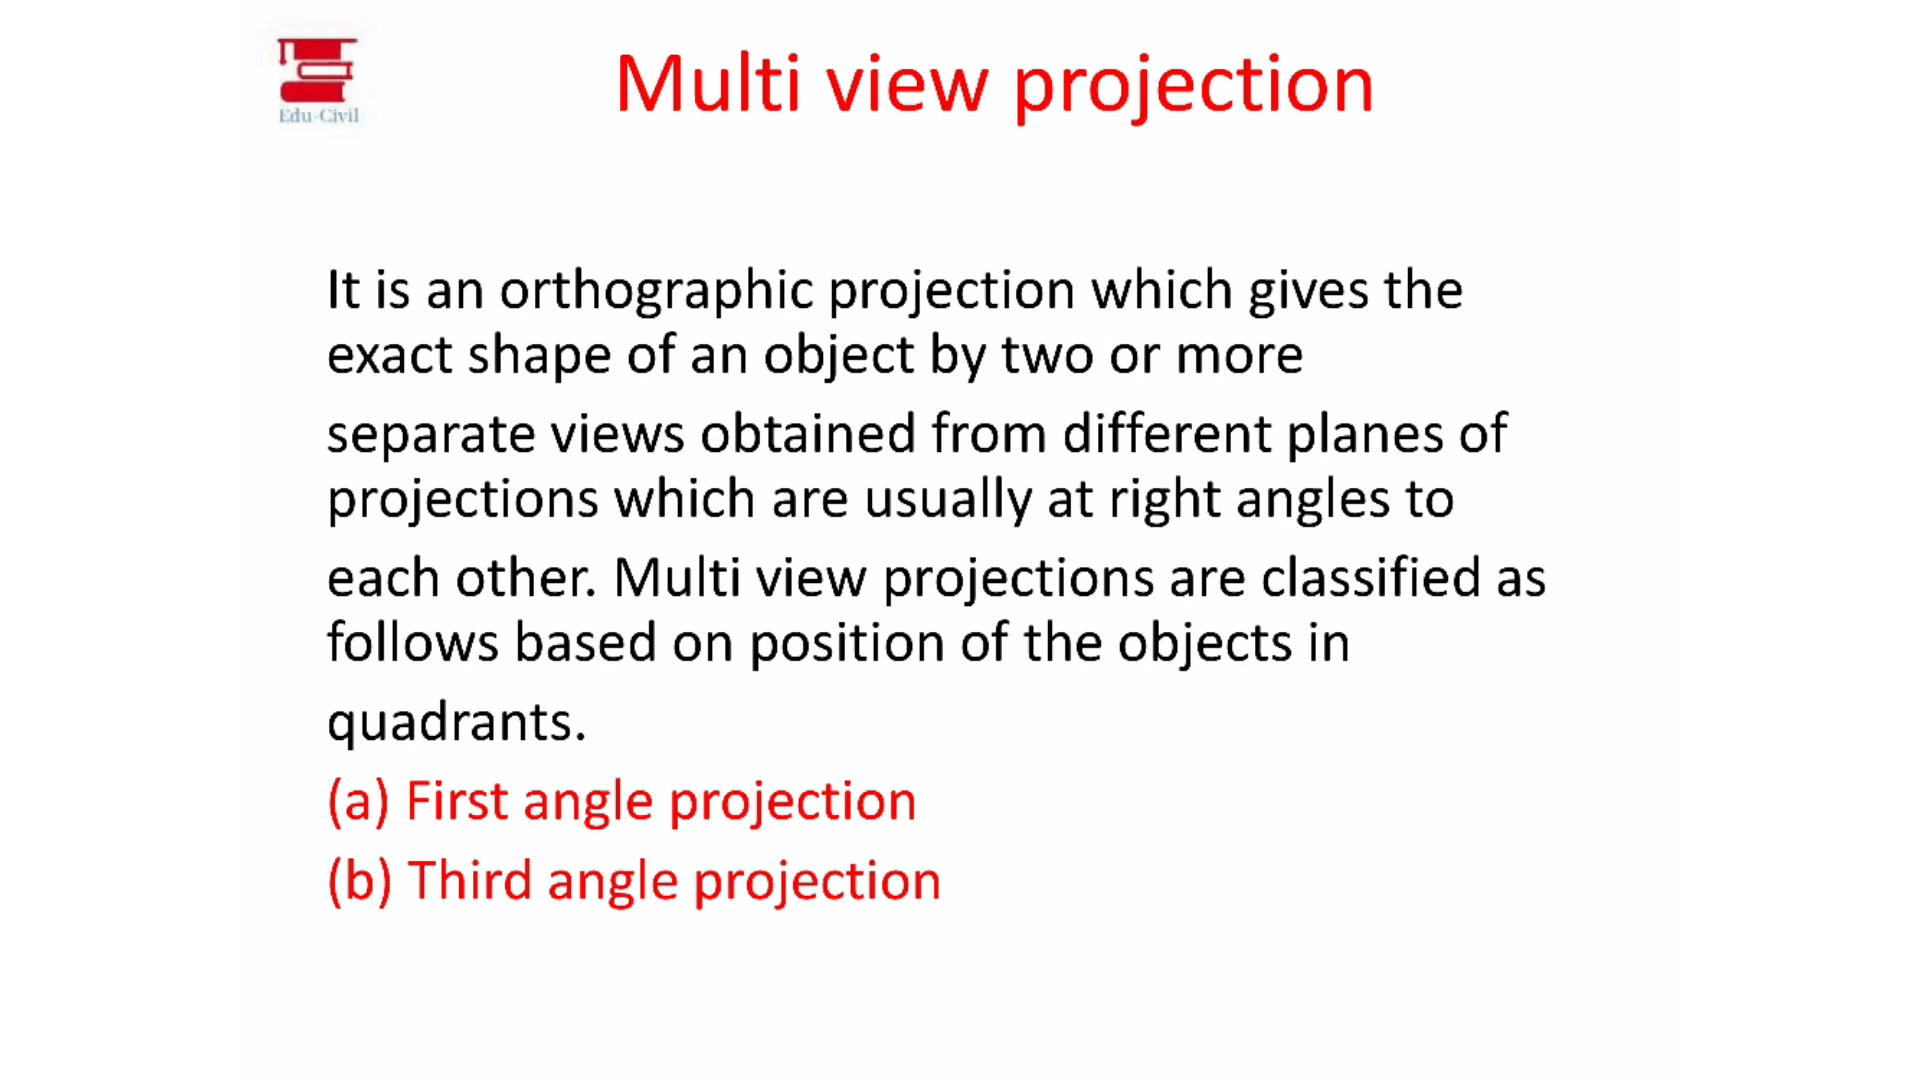 Edu-Civil
Multi view projection
It is an orthographic projection which gives the
exact shape of an object by two or more
separate views obtained from different planes of
projections which are usually at right angles to
each other. Multi view projections are classified as
follows based on position of the objects in
quadrants.
(a) First angle projection
(b) Third angle projection